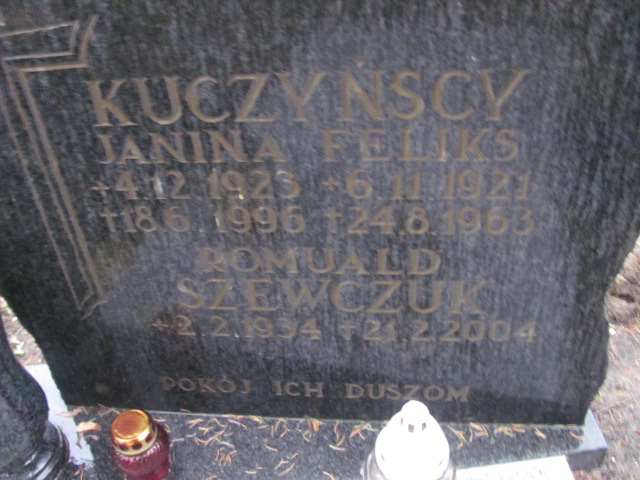 KUCZYŃSCY
JANINA FELIKS
+4.12.1923 +6.11.1921
†18.6.1996 †24.8.1963
ROMUALD
SZEWCZUK
+2.2.1934 †21.2.2004
POKÓJ ICH DUSZOM